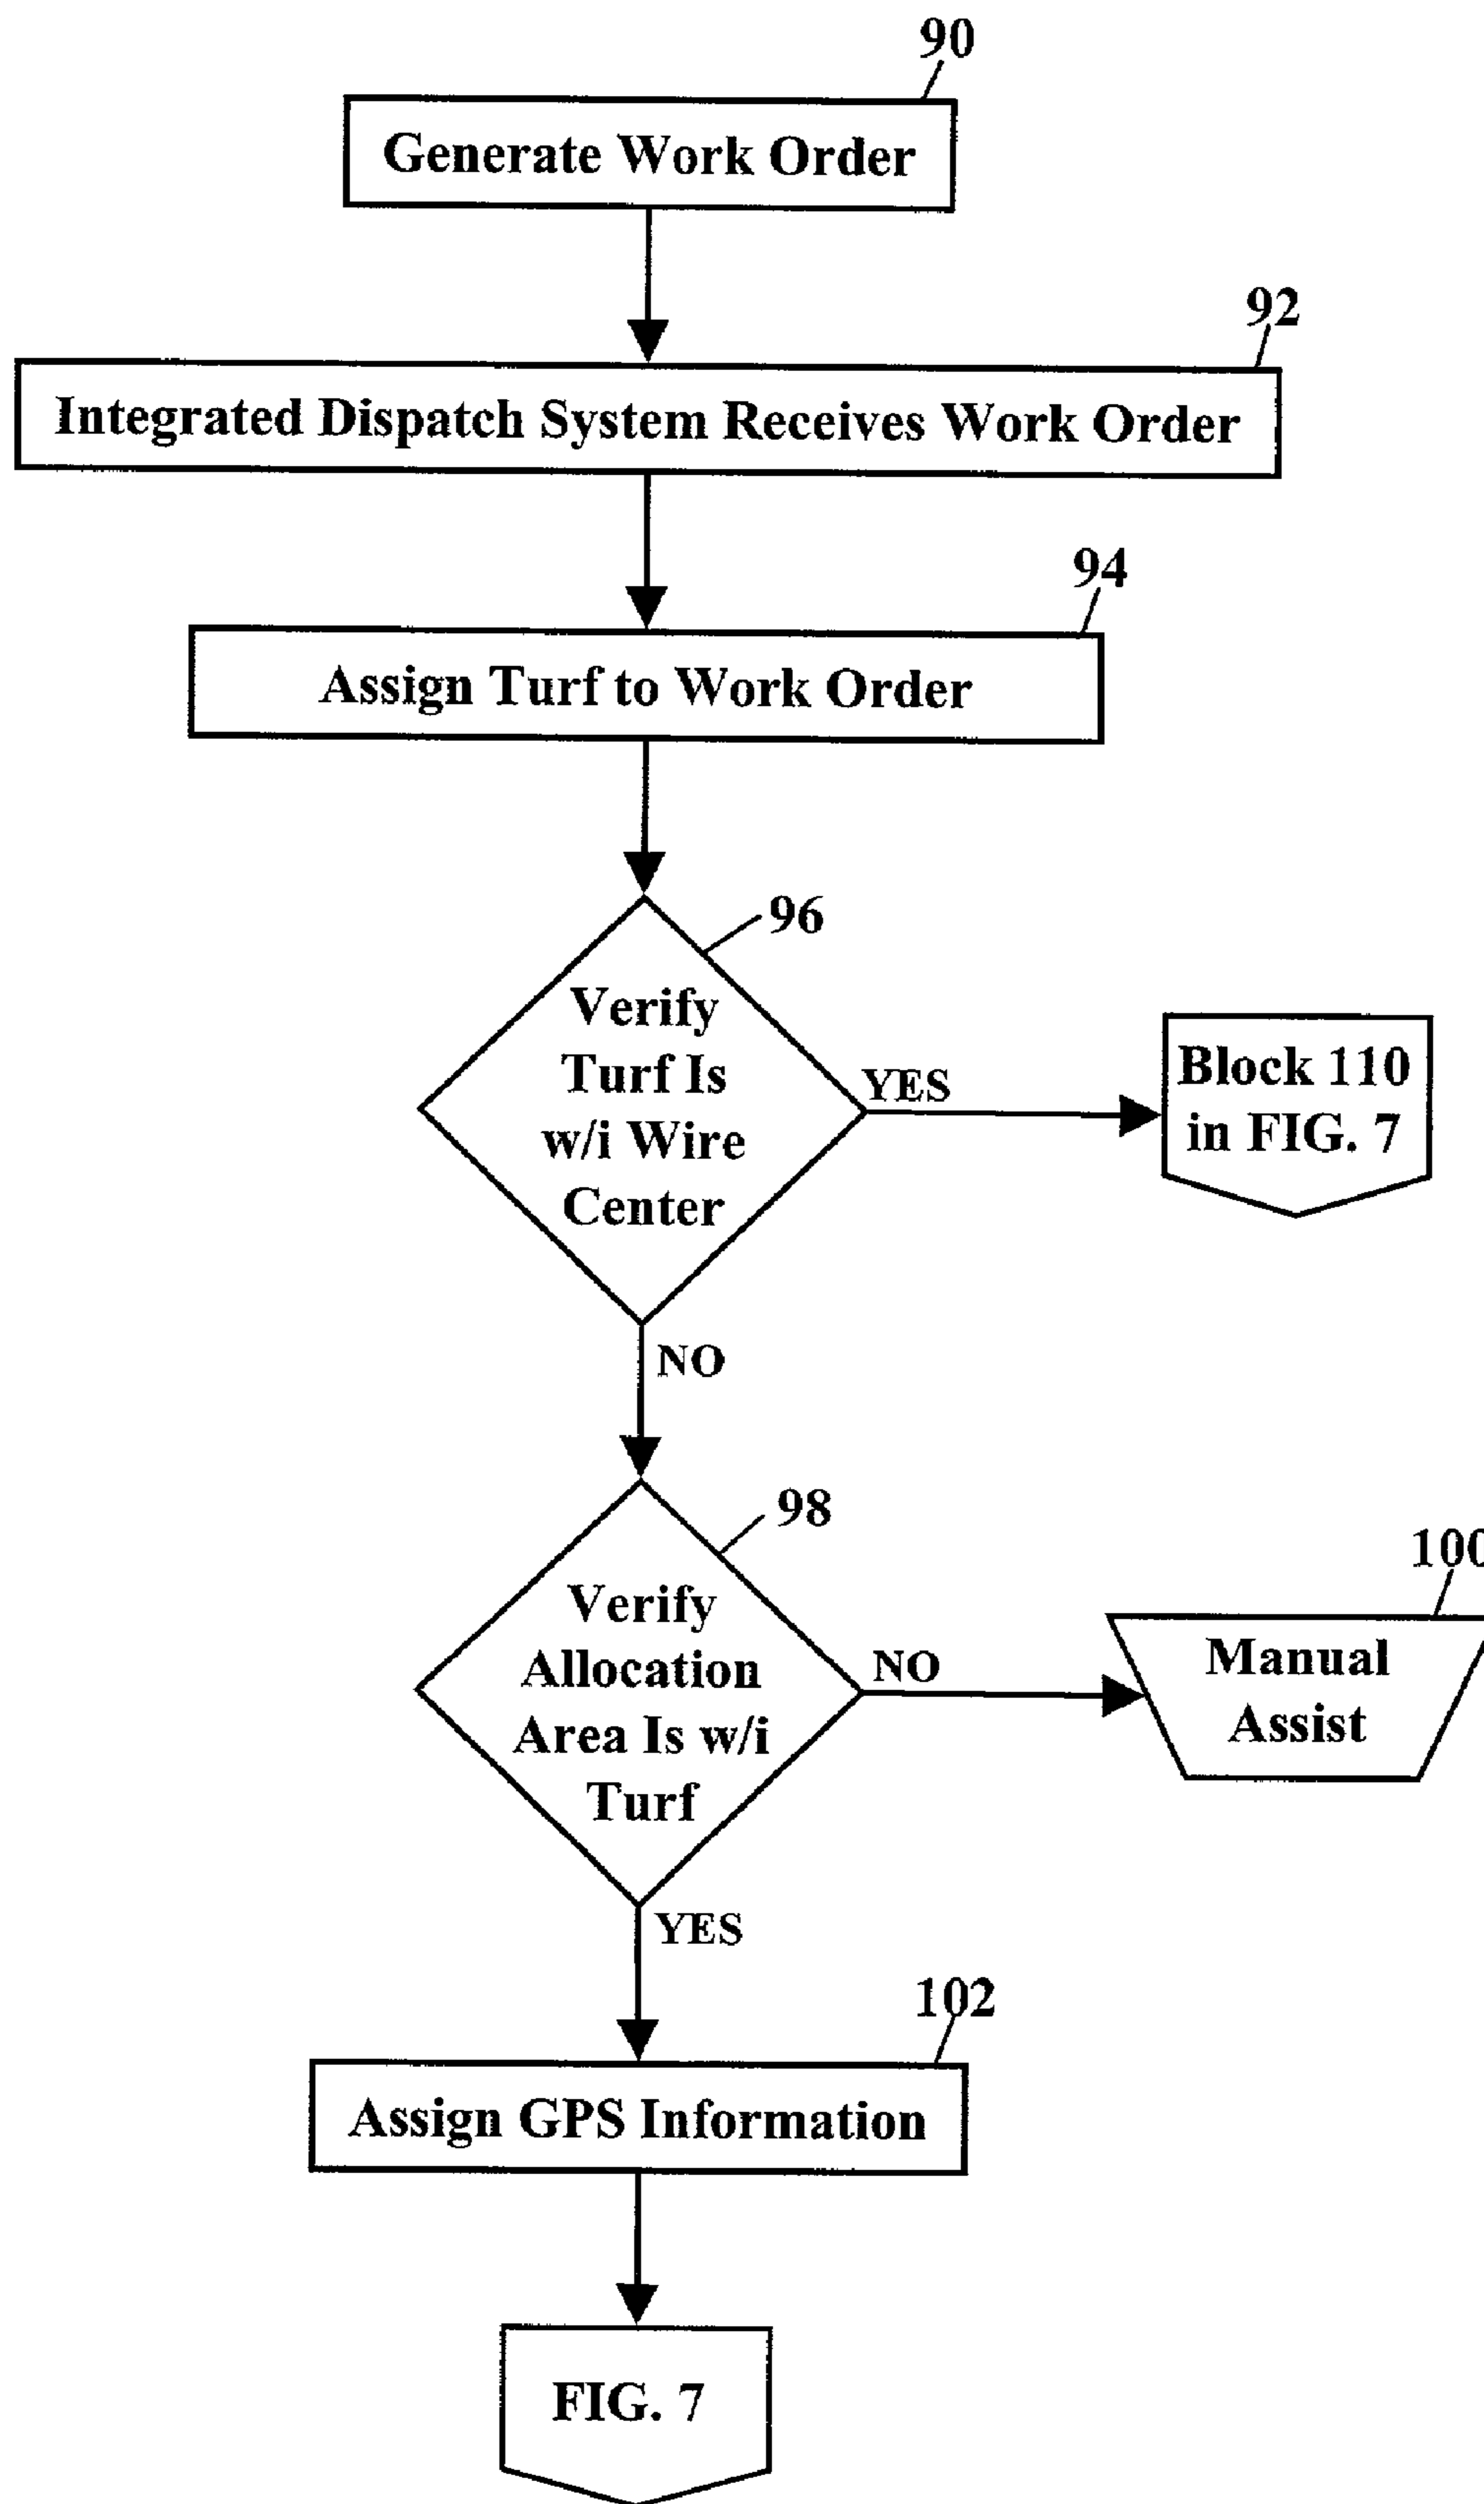 90
Generate Work Order
92
Integrated Dispatch System Receives Work Order
94
Assign Turf to Work Order
96
Verify
Turf Is
w/i Wire
Center
YES
Block 110
in FIG. 7
NO
98
Verify
Allocation
Area Is w/i
Turf
NO
100
Manual
Assist
YES
102
Assign GPS Information
FIG. 7